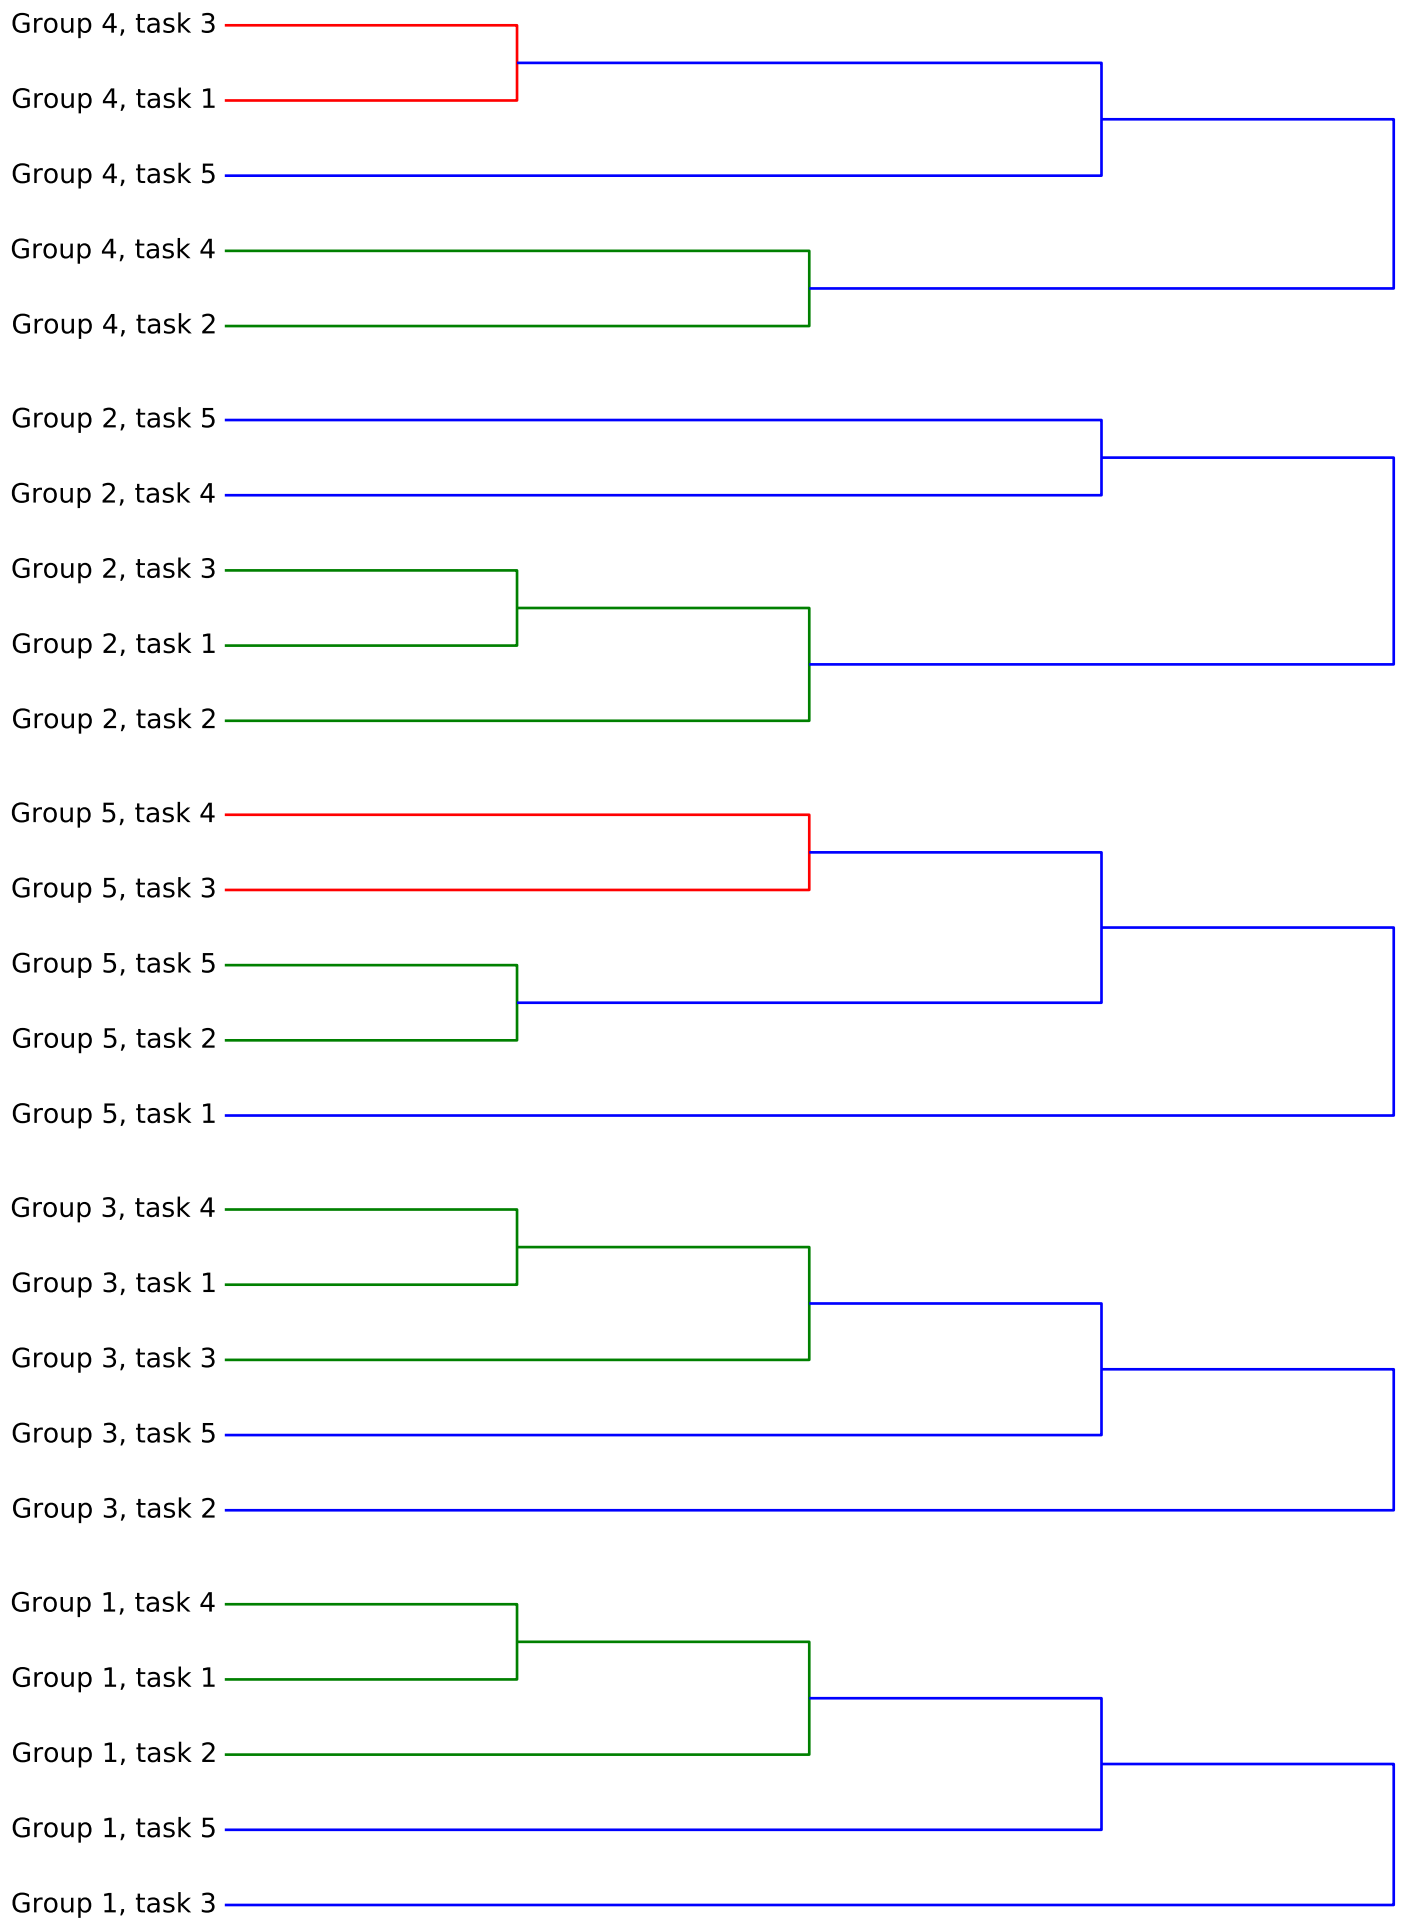 Group 4, task 3
Group 4, task 1
Group 4, task 5
Group 4, task 4
Group 4, task 2
Group 2, task 5
Group 2, task 4
Group 2, task 3
Group 2, task 1
Group 2, task 2
Group 5, task 4
Group 5, task 3
Group 5, task 5
Group 5, task 2
Group 5, task 1
Group 3, task 4
Group 3, task 1
Group 3, task 3
Group 3, task 5
Group 3, task 2
Group 1, task 4
Group 1, task 1
Group 1, task 2
Group 1, task 5
Group 1, task 3